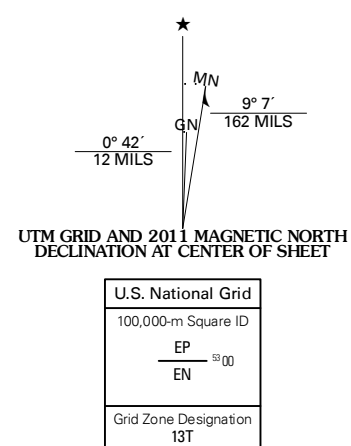 ★
MN
9° 7´
162 MILS
GN
0° 42´
12 MILS
UTM GRID AND 2011 MAGNETIC NORTH
DECLINATION AT CENTER OF SHEET
U.S. National Grid
100,000-m Square ID
EP
53 00
EN
Grid Zone Designation
13T